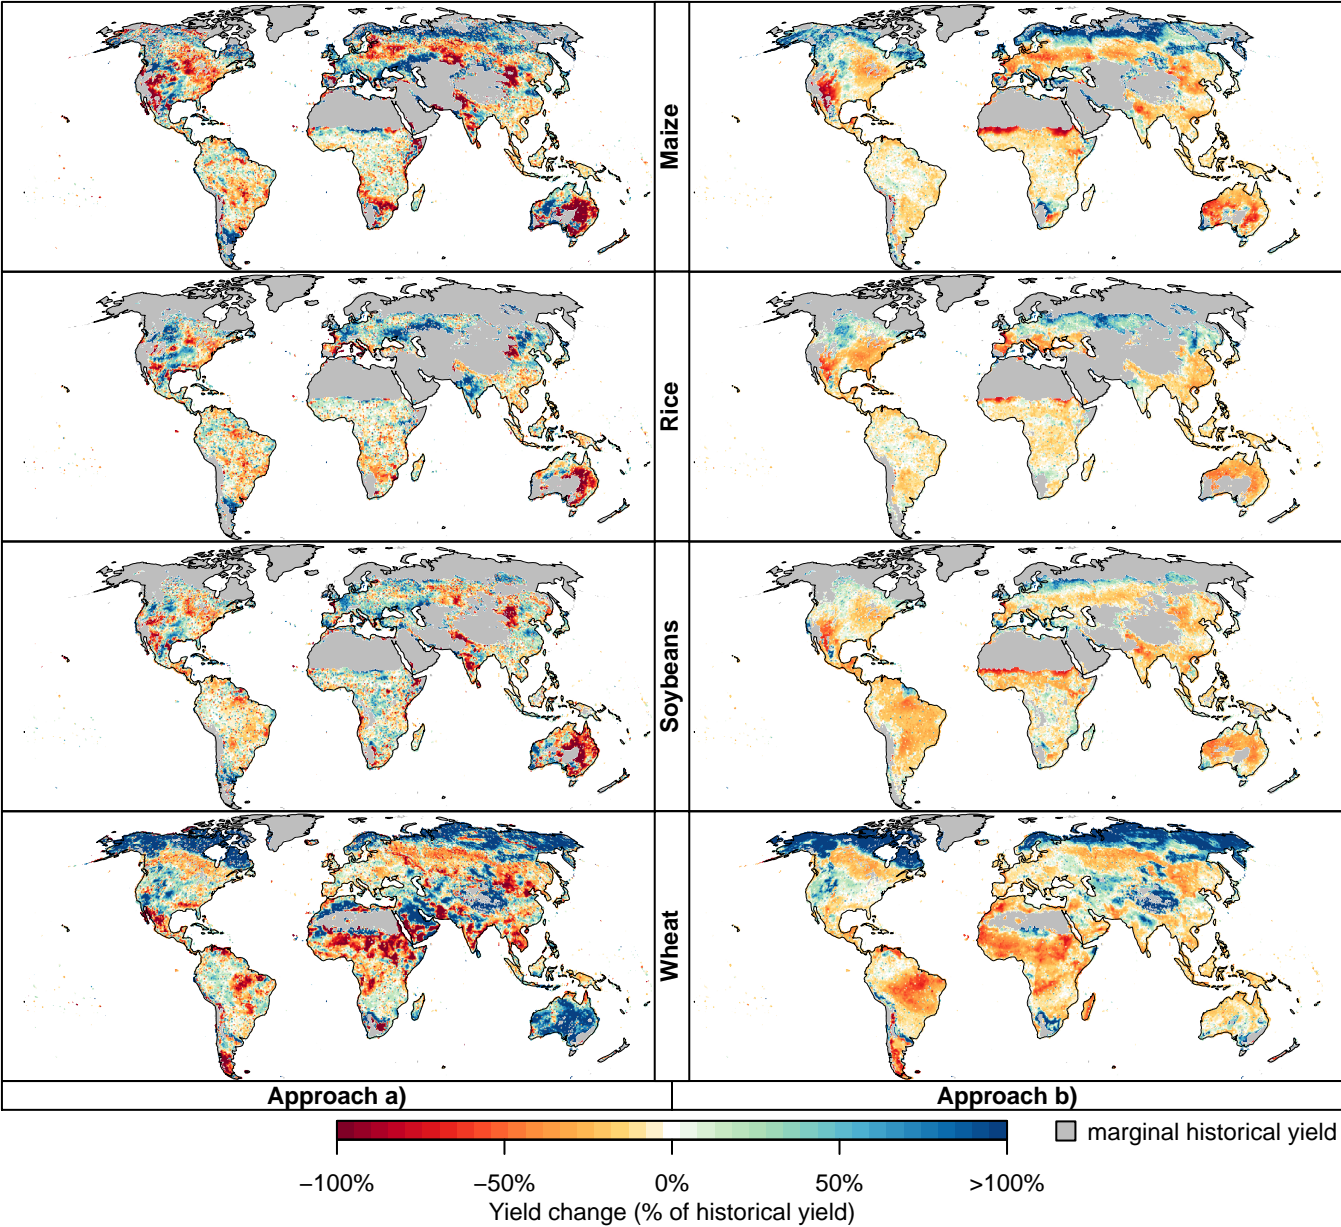 Maize
Rice
Soybeans
Wheat
Approach a)
Approach b)
marginal historical yield
−100%
−50%
0%
50%
>100%
Yield change (% of historical yield)